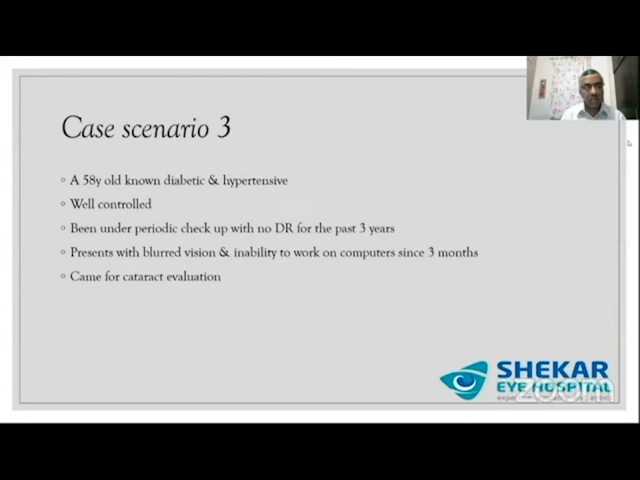 Case scenario 3
A 58y old known diabetic & hypertensive
Well controlled
Been under periodic check up with no DR for the past 3 years
Presents with blurred vision & inability to work on computers since 3 months
Came for cataract evaluation
SHEKAR
EYE HOSPITAL
zoom